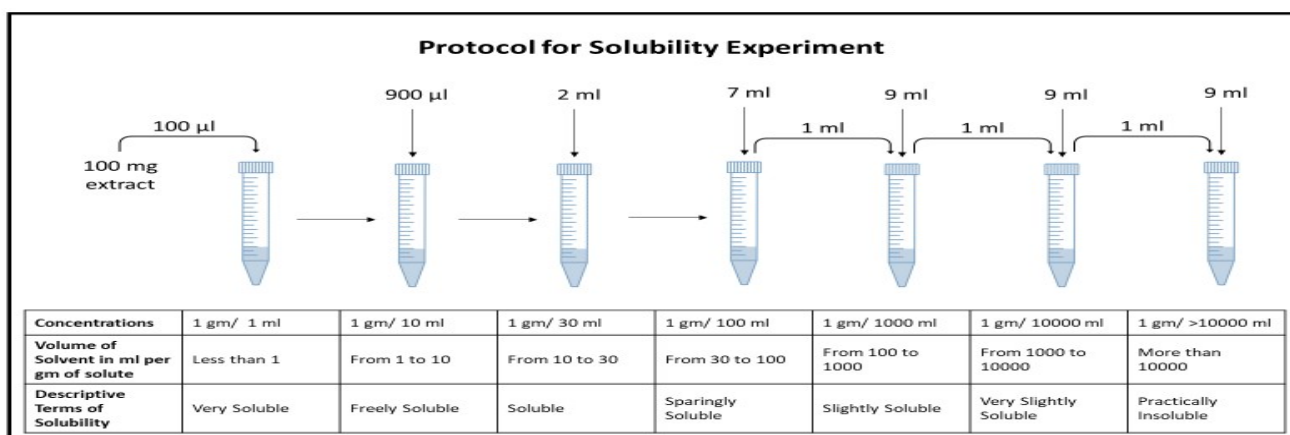 Protocol for Solubility Experiment
900 µl 2 ml 7 ml 9 ml 9 ml 9 ml
100 µl 1 ml 1 ml 1 ml
100 mg
extract
Concentrations 1 gm/ 1 ml 1 gm/ 10 ml 1 gm/ 30 ml 1 gm/ 100 ml 1 gm/ 1000 ml 1 gm/ 10000 ml 1 gm/ >10000 ml
Volume of
Solvent in ml per
gm of solute
Less than 1
From 1 to 10
From 10 to 30
From 30 to 100
From 100 to
1000
From 1000 to
10000
More than
10000
Descriptive
Terms of
Solubility
Very Soluble
Freely Soluble
Soluble
Sparingly
Soluble
Slightly Soluble
Very Slightly
Soluble
Practically
Insoluble